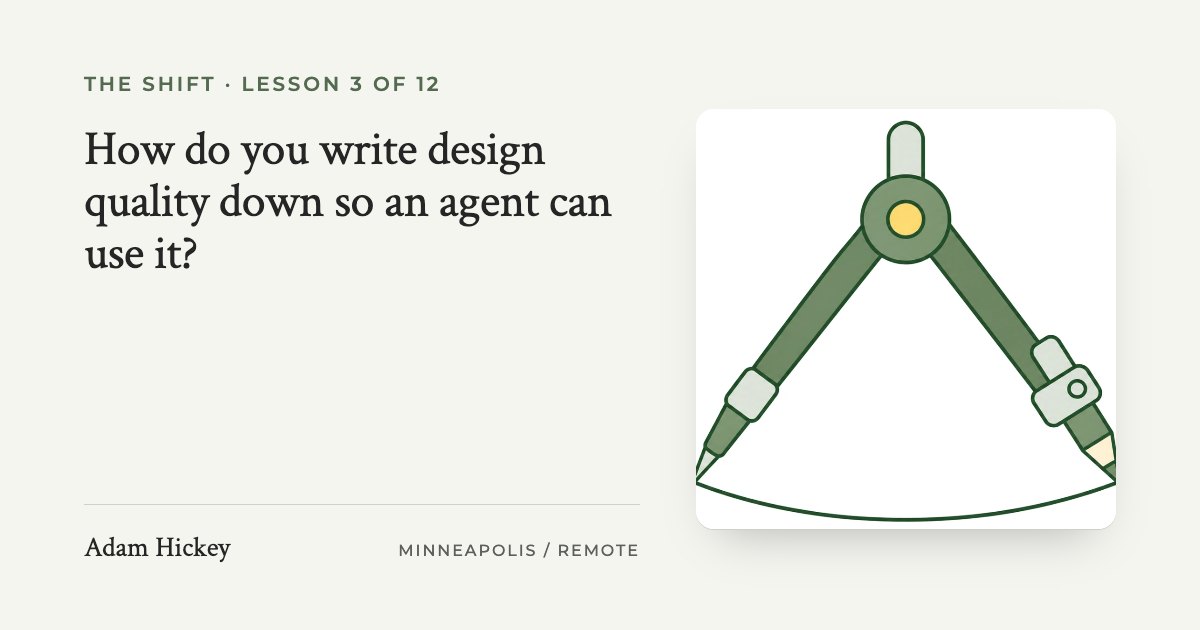 THE SHIFT · LESSON 3 OF 12
How do you write design
quality down so an agent can
use it?
Adam Hickey
MINNEAPOLIS / REMOTE